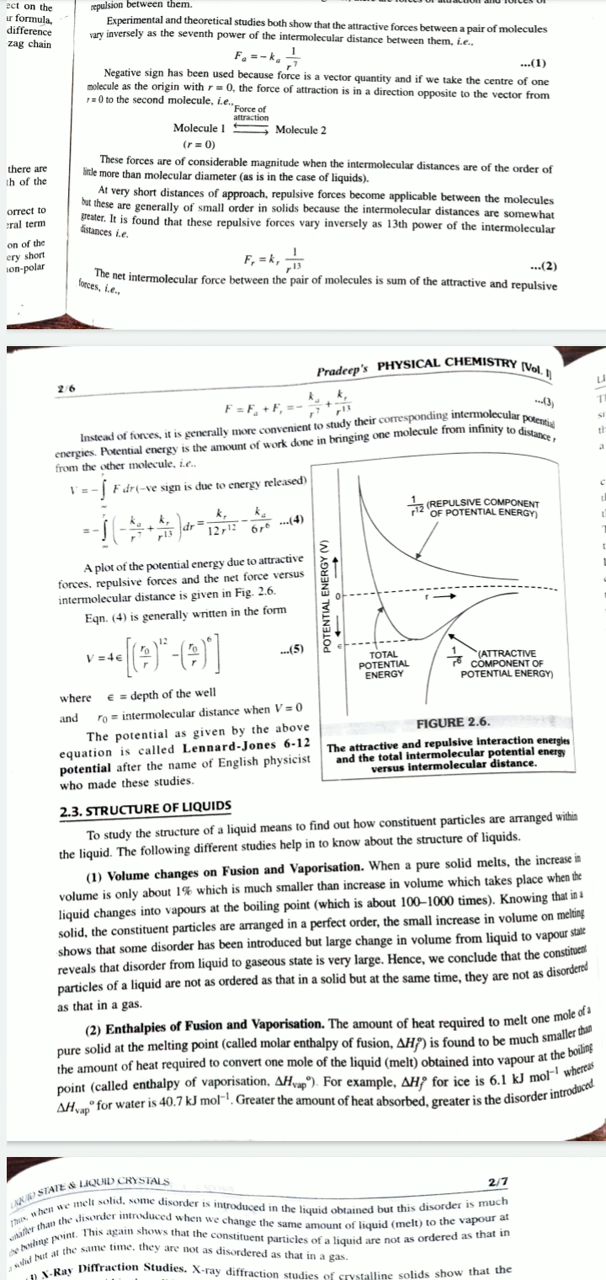 ect on the
ur formula,
difference
zag chain
there are
th of the
orrect to
eral term
on of the
ery short
non-polar
repulsion between them.
Experimental and theoretical studies both show that the attractive forces between a pair of molecules
vary inversely as the seventh power of the intermolecular distance between them, i.e.,
F_a = – k_a 1/r^7 ...(1)
Negative sign has been used because force is a vector quantity and if we take the centre of one
molecule as the origin with r = 0, the force of attraction is in a direction opposite to the vector from
r = 0 to the second molecule, i.e.,
Force of
attraction
Molecule 1 ⇄ Molecule 2
(r = 0)
These forces are of considerable magnitude when the intermolecular distances are of the order of
little more than molecular diameter (as is in the case of liquids).
At very short distances of approach, repulsive forces become applicable between the molecules
but these are generally of small order in solids because the intermolecular distances are somewhat
greater. It is found that these repulsive forces vary inversely as 13th power of the intermolecular
distances i.e.
F_r = k_r 1/r^13 ...(2)
The net intermolecular force between the pair of molecules is sum of the attractive and repulsive
forces, i.e.,
2/6
Pradeep's PHYSICAL CHEMISTRY [Vol. I]
F = F_a + F_r = – k_a/r^7 + k_r/r^13 ...(3)
Instead of forces, it is generally more convenient to study their corresponding intermolecular potential
energies. Potential energy is the amount of work done in bringing one molecule from infinity to distance r
from the other molecule, i.e..
V = – ∫ F dr (–ve sign is due to energy released)
= – ∫ (– k_a/r^7 + k_r/r^13) dr = k_r/12 r^12 – k_a/6 r^6 ...(4)
A plot of the potential energy due to attractive
forces, repulsive forces and the net force versus
intermolecular distance is given in Fig. 2.6.
Eqn. (4) is generally written in the form
V = 4∈ [(r_0/r)^12 – (r_0/r)^6] ...(5)
where ∈ = depth of the well
and r_0 = intermolecular distance when V = 0
The potential as given by the above
equation is called Lennard-Jones 6-12
potential after the name of English physicist
who made these studies.
POTENTIAL ENERGY (V)
1/r^12 (REPULSIVE COMPONENT
OF POTENTIAL ENERGY)
0
r
∈
TOTAL
POTENTIAL
ENERGY
1/r^6 (ATTRACTIVE
COMPONENT OF
POTENTIAL ENERGY)
FIGURE 2.6.
The attractive and repulsive interaction energies
and the total intermolecular potential energy
versus intermolecular distance.
2.3. STRUCTURE OF LIQUIDS
To study the structure of a liquid means to find out how constituent particles are arranged within
the liquid. The following different studies help in to know about the structure of liquids.
(1) Volume changes on Fusion and Vaporisation. When a pure solid melts, the increase in
volume is only about 1% which is much smaller than increase in volume which takes place when the
liquid changes into vapours at the boiling point (which is about 100–1000 times). Knowing that in a
solid, the constituent particles are arranged in a perfect order, the small increase in volume on melting
shows that some disorder has been introduced but large change in volume from liquid to vapour state
reveals that disorder from liquid to gaseous state is very large. Hence, we conclude that the constituent
particles of a liquid are not as ordered as that in a solid but at the same time, they are not as disordered
as that in a gas.
(2) Enthalpies of Fusion and Vaporisation. The amount of heat required to melt one mole of a
pure solid at the melting point (called molar enthalpy of fusion, ΔH_f°) is found to be much smaller than
the amount of heat required to convert one mole of the liquid (melt) obtained into vapour at the boiling
point (called enthalpy of vaporisation, ΔH_vap°). For example, ΔH_f° for ice is 6.1 kJ mol^–1 whereas
ΔH_vap° for water is 40.7 kJ mol^–1. Greater the amount of heat absorbed, greater is the disorder introduced.
LIQUID STATE & LIQUID CRYSTALS
2/7
Thus, when we melt solid, some disorder is introduced in the liquid obtained but this disorder is much
smaller than the disorder introduced when we change the same amount of liquid (melt) to the vapour at
the boiling point. This again shows that the constituent particles of a liquid are not as ordered as that in
a solid but at the same time, they are not as disordered as that in a gas.
X-Ray Diffraction Studies. X-ray diffraction studies of crystalline solids show that the